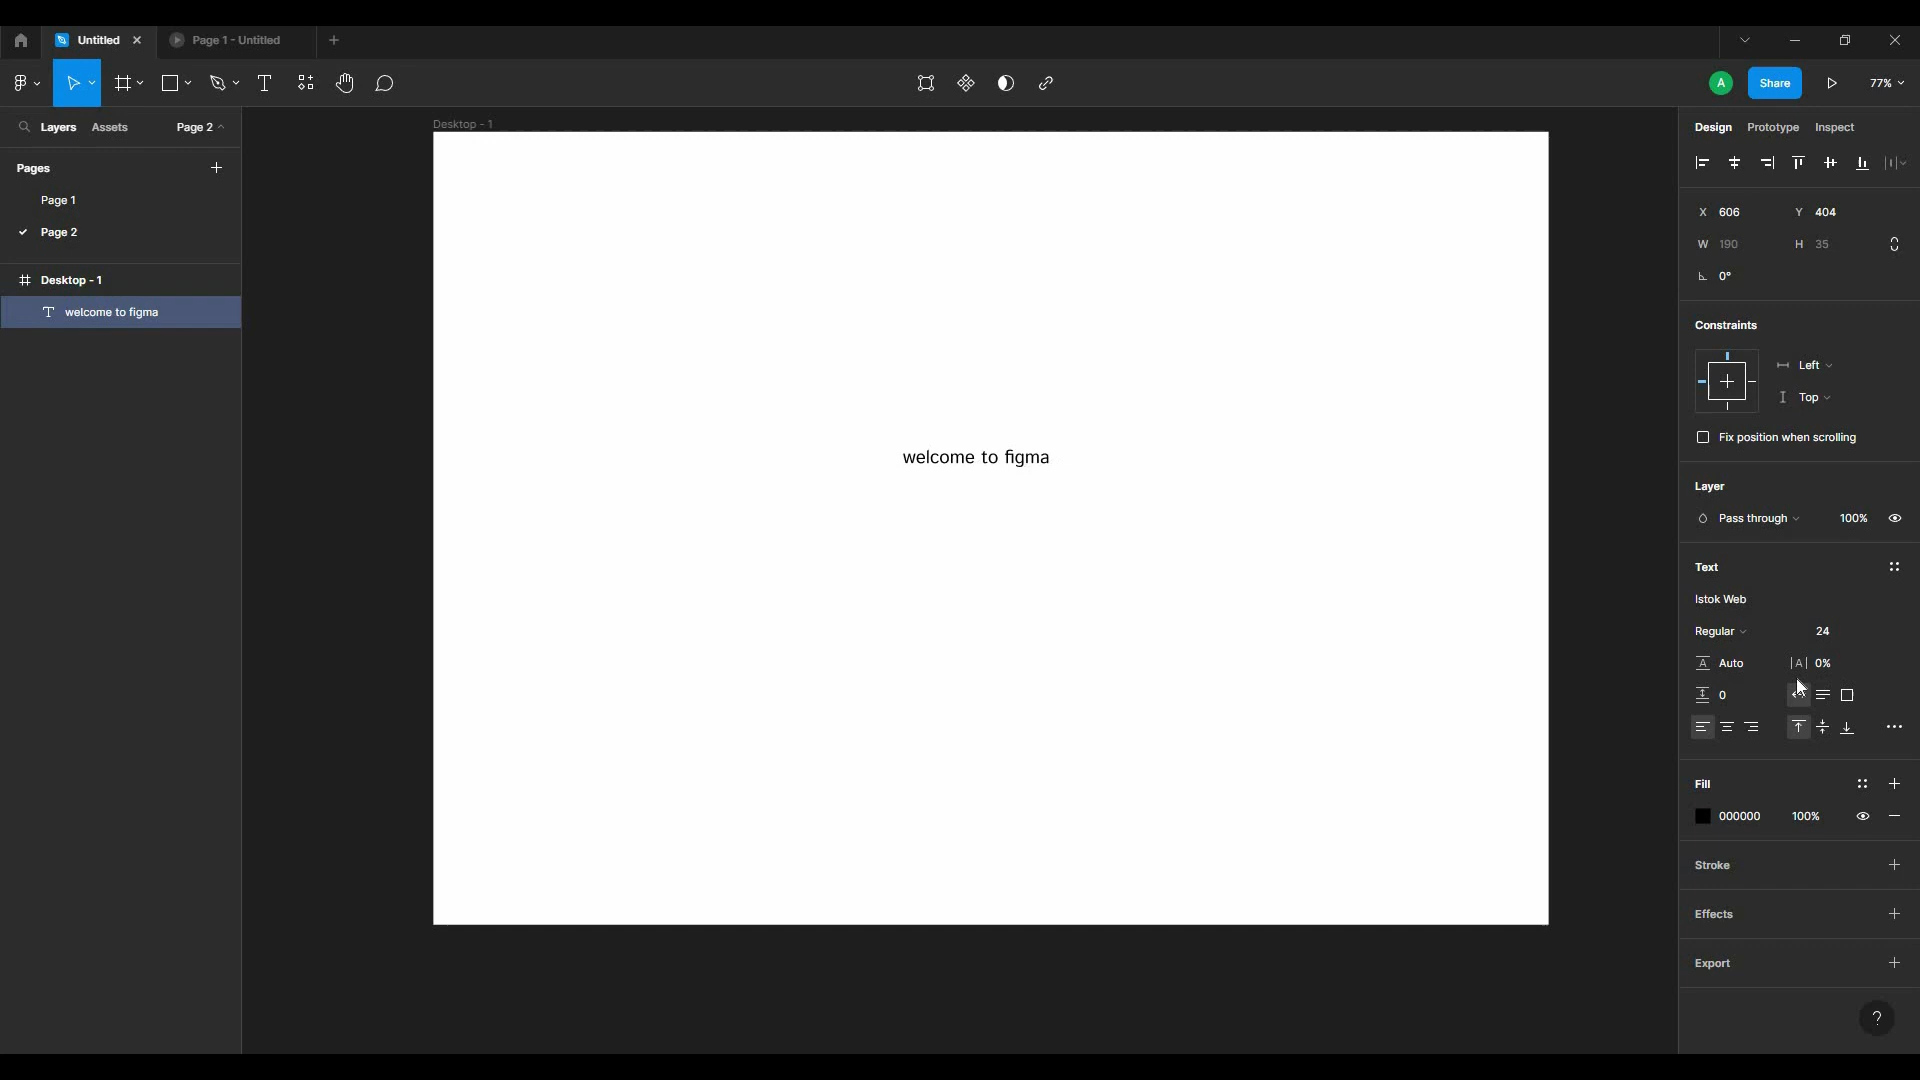 Untitled
Page 1 - Untitled
A
Share
77%
Layers
Assets
Page 2
Pages
Page 1
Page 2
Desktop - 1
welcome to figma
Desktop - 1
welcome to figma
Design
Prototype
Inspect
X 606
Y 404
W 190
H 35
0°
Constraints
Left
Top
Fix position when scrolling
Layer
Pass through
100%
Text
Istok Web
Regular
24
A Auto
|A| 0%
0
Fill
000000
100%
Stroke
Effects
Export
?